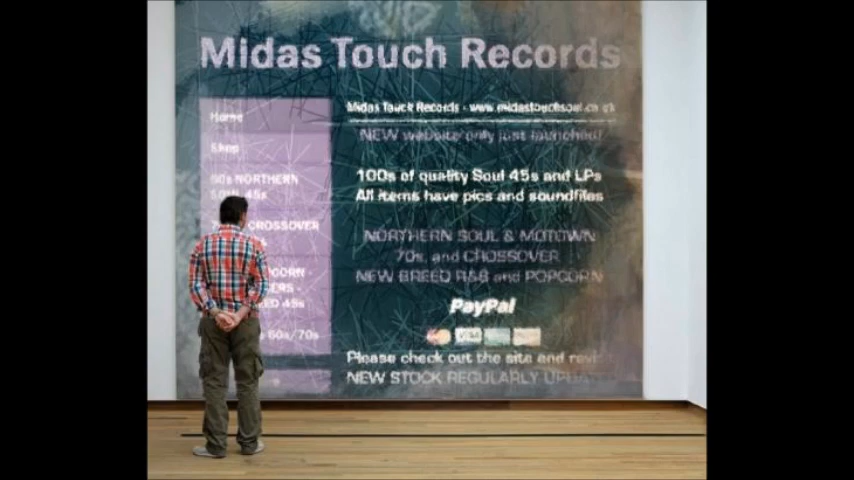 Midas Touch Records
Home
Shop
60s NORTHERN
SOUL 45s
CROSSOVER
ED 45s
60s/70s
Midas Touch Records - www.midastouchsoul.co.uk
NEW website only just launched!
100s of quality Soul 45s and LPs
All items have pics and soundfiles
NORTHERN SOUL & MOTOWN
70s, and CROSSOVER
NEW BREED R&B and POPCORN
PayPal
VISA
Please check out the site and
NEW STOCK REGULARLY